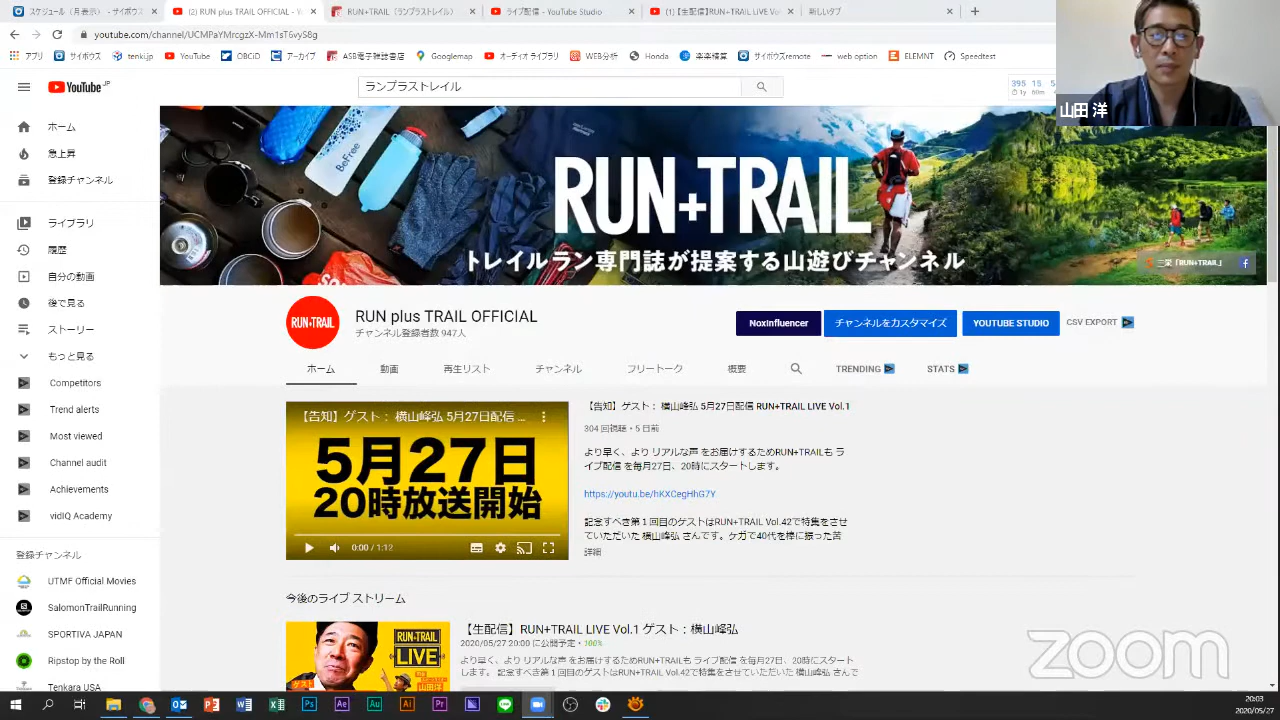 スケジュール（月表示） - サイボウズ
(2) RUN plus TRAIL OFFICIAL - Y
RUN+TRAIL（ランプラストレイル）
ライブ配信 - YouTube Studio
(1)【生配信】RUN+TRAIL LIVE Vo
新しいタブ
youtube.com/channel/UCMPaYMrcgzX-Mm1sT6vyS8g
アプリ サイボウズ tenki.jp YouTube OBCiD アーカイブ ASB電子雑誌書店 Googlemap オーディオ ライブラリ WEB分析 Honda 楽楽精算 サイボウズremote web option ELEMNT Speedtest
YouTube JP
ランプラストレイル
395 15 5
1y 60m
山田 洋
ホーム
急上昇
登録チャンネル
ライブラリ
履歴
自分の動画
後で見る
ストーリー
もっと見る
Competitors
Trend alerts
Most viewed
Channel audit
Achievements
vidIQ Academy
登録チャンネル
UTMF Official Movies
SalomonTrailRunning
SPORTIVA JAPAN
Ripstop by the Roll
Tenkara USA
BeFree
RUN+TRAIL
トレイルラン専門誌が提案する山遊びチャンネル
三栄「RUN+TRAIL」
RUN+TRAIL
RUN plus TRAIL OFFICIAL
チャンネル登録者数 947人
NoxInfluencer
チャンネルをカスタマイズ
YOUTUBE STUDIO
CSV EXPORT
ホーム 動画 再生リスト チャンネル フリートーク 概要 TRENDING STATS
【告知】ゲスト： 横山峰弘 5月27日配信 ...
5月27日
20時放送開始
0:00 / 1:12
【告知】ゲスト： 横山峰弘 5月27日配信 RUN+TRAIL LIVE Vol.1
304 回視聴・5 日前
より早く、より リアルな声 をお届けするためRUN+TRAILも ラ
イブ配信 を毎月27日、20時にスタートします。
https://youtu.be/hKXCegHhG7Y
記念すべき第１回目のゲストはRUN+TRAIL Vol.42で特集をさせ
ていただいた 横山峰弘 さんです。ケガで40代を棒に振った苦
詳細
今後のライブ ストリーム
RUN+TRAIL
LIVE
ゲスト
【生配信】RUN+TRAIL LIVE Vol.1 ゲスト：横山峰弘
2020/05/27 20:00 に公開予定・100%
より早く、より リアルな声 をお届けするためRUN+TRAILも ライブ配信 を毎月27日、20時にスタート
します。 記念すべき第１回目のゲストはRUN+TRAIL Vol.42で特集をさせていただいた 横山峰弘 さんで
zoom
20:03
2020/05/27